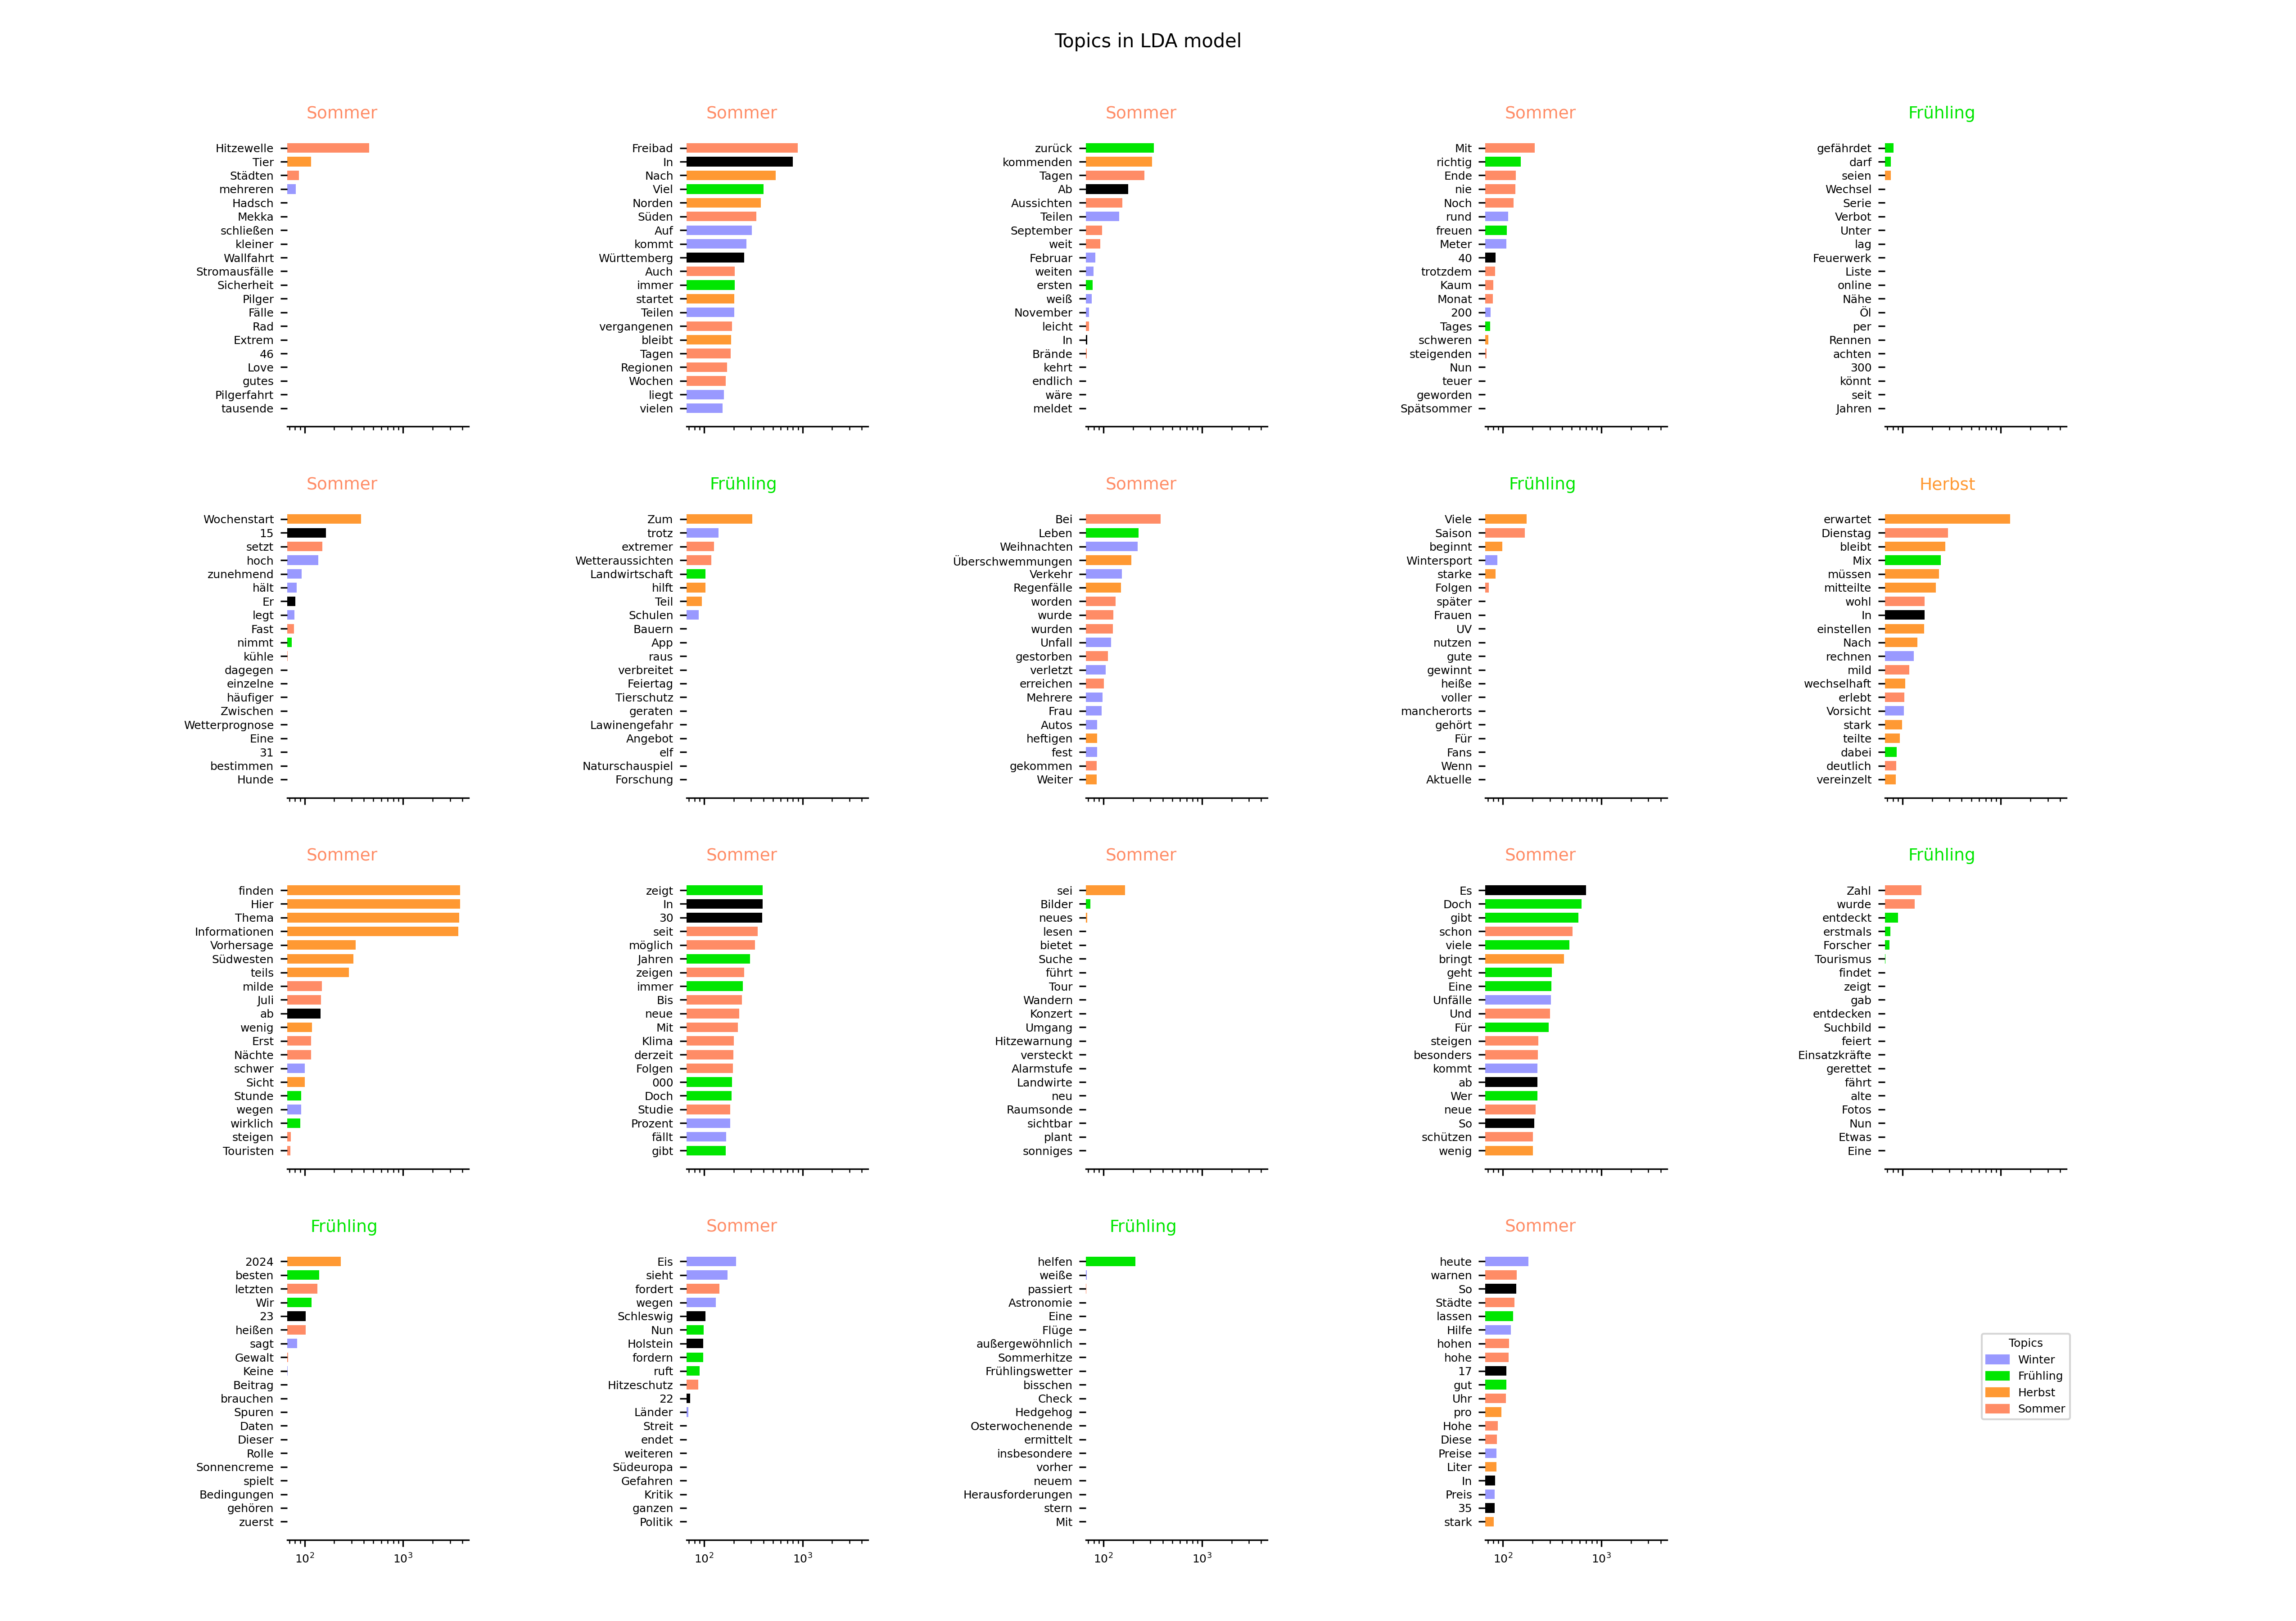 Topics in LDA model
Sommer
Hitzewelle
Tier
Städten
mehreren
Hadsch
Mekka
schließen
kleiner
Wallfahrt
Stromausfälle
Sicherheit
Pilger
Fälle
Rad
Extrem
46
Love
gutes
Pilgerfahrt
tausende
Sommer
Freibad
In
Nach
Viel
Norden
Süden
Auf
kommt
Württemberg
Auch
immer
startet
Teilen
vergangenen
bleibt
Tagen
Regionen
Wochen
liegt
vielen
Sommer
zurück
kommenden
Tagen
Ab
Aussichten
Teilen
September
weit
Februar
weiten
ersten
weiß
November
leicht
In
Brände
kehrt
endlich
wäre
meldet
Sommer
Mit
richtig
Ende
nie
Noch
rund
freuen
Meter
40
trotzdem
Kaum
Monat
200
Tages
schweren
steigenden
Nun
teuer
geworden
Spätsommer
Frühling
gefährdet
darf
seien
Wechsel
Serie
Verbot
Unter
lag
Feuerwerk
Liste
online
Nähe
Öl
per
Rennen
achten
300
könnt
seit
Jahren
Sommer
Wochenstart
15
setzt
hoch
zunehmend
hält
Er
legt
Fast
nimmt
kühle
dagegen
einzelne
häufiger
Zwischen
Wetterprognose
Eine
31
bestimmen
Hunde
Frühling
Zum
trotz
extremer
Wetteraussichten
Landwirtschaft
hilft
Teil
Schulen
Bauern
App
raus
verbreitet
Feiertag
Tierschutz
geraten
Lawinengefahr
Angebot
elf
Naturschauspiel
Forschung
Sommer
Bei
Leben
Weihnachten
Überschwemmungen
Verkehr
Regenfälle
worden
wurde
wurden
Unfall
gestorben
verletzt
erreichen
Mehrere
Frau
Autos
heftigen
fest
gekommen
Weiter
Frühling
Viele
Saison
beginnt
Wintersport
starke
Folgen
später
Frauen
UV
nutzen
gute
gewinnt
heiße
voller
mancherorts
gehört
Für
Fans
Wenn
Aktuelle
Herbst
erwartet
Dienstag
bleibt
Mix
müssen
mitteilte
wohl
In
einstellen
Nach
rechnen
mild
wechselhaft
erlebt
Vorsicht
stark
teilte
dabei
deutlich
vereinzelt
Sommer
finden
Hier
Thema
Informationen
Vorhersage
Südwesten
teils
milde
Juli
ab
wenig
Erst
Nächte
schwer
Sicht
Stunde
wegen
wirklich
steigen
Touristen
Sommer
zeigt
In
30
seit
möglich
Jahren
zeigen
immer
Bis
neue
Mit
Klima
derzeit
Folgen
000
Doch
Studie
Prozent
fällt
gibt
Sommer
sei
Bilder
neues
lesen
bietet
Suche
führt
Tour
Wandern
Konzert
Umgang
Hitzewarnung
versteckt
Alarmstufe
Landwirte
neu
Raumsonde
sichtbar
plant
sonniges
Sommer
Es
Doch
gibt
schon
viele
bringt
geht
Eine
Unfälle
Und
Für
steigen
besonders
kommt
ab
Wer
neue
So
schützen
wenig
Frühling
Zahl
wurde
entdeckt
erstmals
Forscher
Tourismus
findet
zeigt
gab
entdecken
Suchbild
feiert
Einsatzkräfte
gerettet
fährt
alte
Fotos
Nun
Etwas
Eine
Frühling
2024
besten
letzten
Wir
23
heißen
sagt
Gewalt
Keine
Beitrag
brauchen
Spuren
Daten
Dieser
Rolle
Sonnencreme
spielt
Bedingungen
gehören
zuerst
10² 10³
Sommer
Eis
sieht
fordert
wegen
Schleswig
Nun
Holstein
fordern
ruft
Hitzeschutz
22
Länder
Streit
endet
weiteren
Südeuropa
Gefahren
Kritik
ganzen
Politik
10² 10³
Frühling
helfen
weiße
passiert
Astronomie
Eine
Flüge
außergewöhnlich
Sommerhitze
Frühlingswetter
bisschen
Check
Hedgehog
Osterwochenende
ermittelt
insbesondere
vorher
neuem
Herausforderungen
stern
Mit
10² 10³
Sommer
heute
warnen
So
Städte
lassen
Hilfe
hohen
hohe
17
gut
Uhr
pro
Hohe
Diese
Preise
Liter
In
Preis
35
stark
10² 10³
Topics
Winter
Frühling
Herbst
Sommer